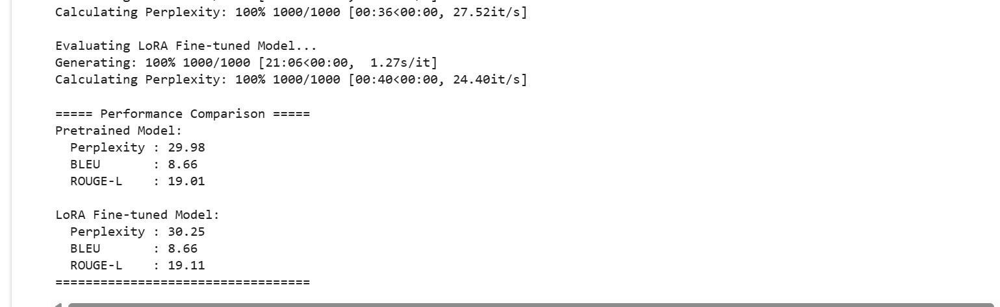 Calculating Perplexity: 100% 1000/1000 [00:36<00:00, 27.52it/s]
Evaluating LoRA Fine-tuned Model...
Generating: 100% 1000/1000 [21:06<00:00,  1.27s/it]
Calculating Perplexity: 100% 1000/1000 [00:40<00:00, 24.40it/s]
===== Performance Comparison =====
Pretrained Model:
  Perplexity : 29.98
  BLEU       : 8.66
  ROUGE-L    : 19.01
LoRA Fine-tuned Model:
  Perplexity : 30.25
  BLEU       : 8.66
  ROUGE-L    : 19.11
==================================